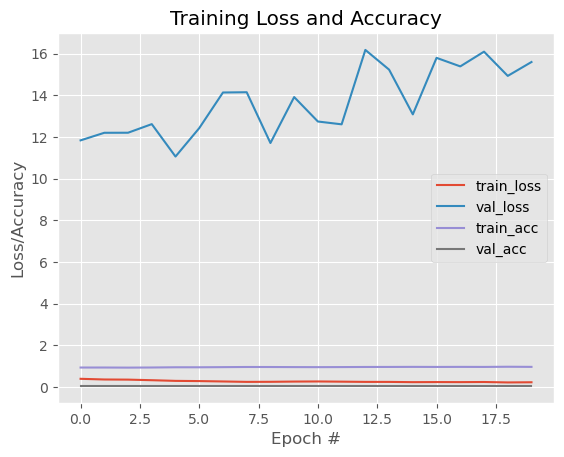 Training Loss and Accuracy
16
14
12
10
8
6
4
2
0
Loss/Accuracy
train_loss
val_loss
train_acc
val_acc
0.0 2.5 5.0 7.5 10.0 12.5 15.0 17.5
Epoch #